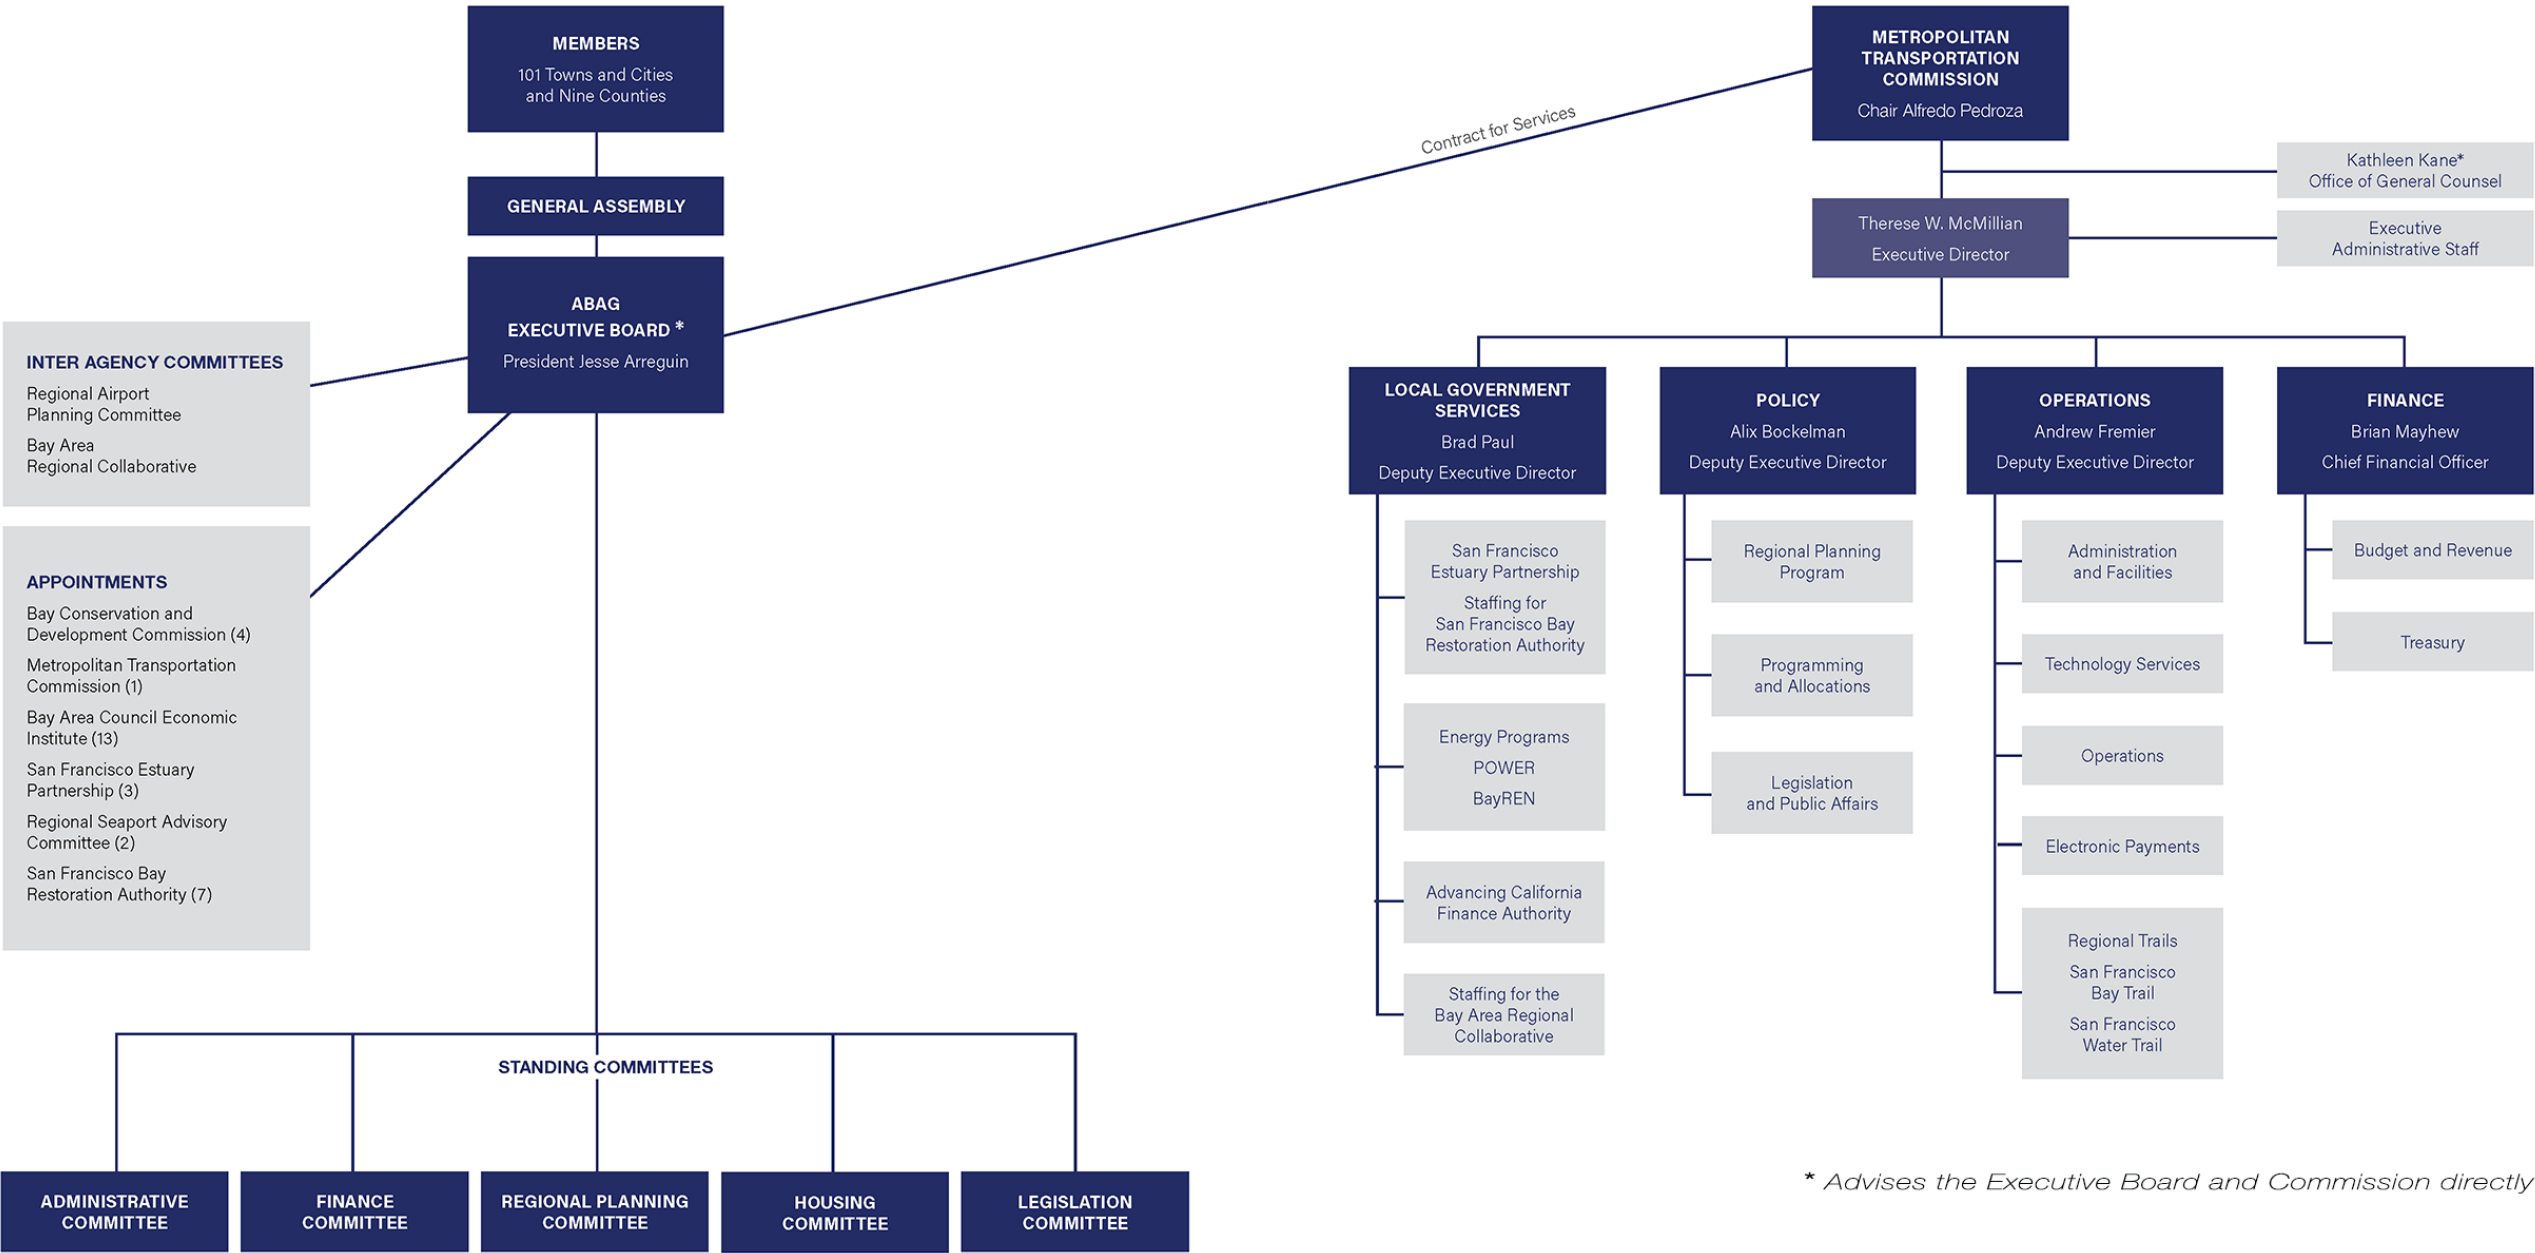 MEMBERS
101 Towns and Cities
and Nine Counties
GENERAL ASSEMBLY
ABAG
EXECUTIVE BOARD *
President Jesse Arreguin
INTER AGENCY COMMITTEES
Regional Airport
Planning Committee
Bay Area
Regional Collaborative
APPOINTMENTS
Bay Conservation and
Development Commission (4)
Metropolitan Transportation
Commission (1)
Bay Area Council Economic
Institute (13)
San Francisco Estuary
Partnership (3)
Regional Seaport Advisory
Committee (2)
San Francisco Bay
Restoration Authority (7)
STANDING COMMITTEES
ADMINISTRATIVE
COMMITTEE
FINANCE
COMMITTEE
REGIONAL PLANNING
COMMITTEE
HOUSING
COMMITTEE
LEGISLATION
COMMITTEE
Contract for Services
METROPOLITAN
TRANSPORTATION
COMMISSION
Chair Alfredo Pedroza
Kathleen Kane*
Office of General Counsel
Therese W. McMillian
Executive Director
Executive
Administrative Staff
LOCAL GOVERNMENT
SERVICES
Brad Paul
Deputy Executive Director
San Francisco
Estuary Partnership
Staffing for
San Francisco Bay
Restoration Authority
Energy Programs
POWER
BayREN
Advancing California
Finance Authority
Staffing for the
Bay Area Regional
Collaborative
POLICY
Alix Bockelman
Deputy Executive Director
Regional Planning
Program
Programming
and Allocations
Legislation
and Public Affairs
OPERATIONS
Andrew Fremier
Deputy Executive Director
Administration
and Facilities
Technology Services
Operations
Electronic Payments
Regional Trails
San Francisco
Bay Trail
San Francisco
Water Trail
FINANCE
Brian Mayhew
Chief Financial Officer
Budget and Revenue
Treasury
* Advises the Executive Board and Commission directly